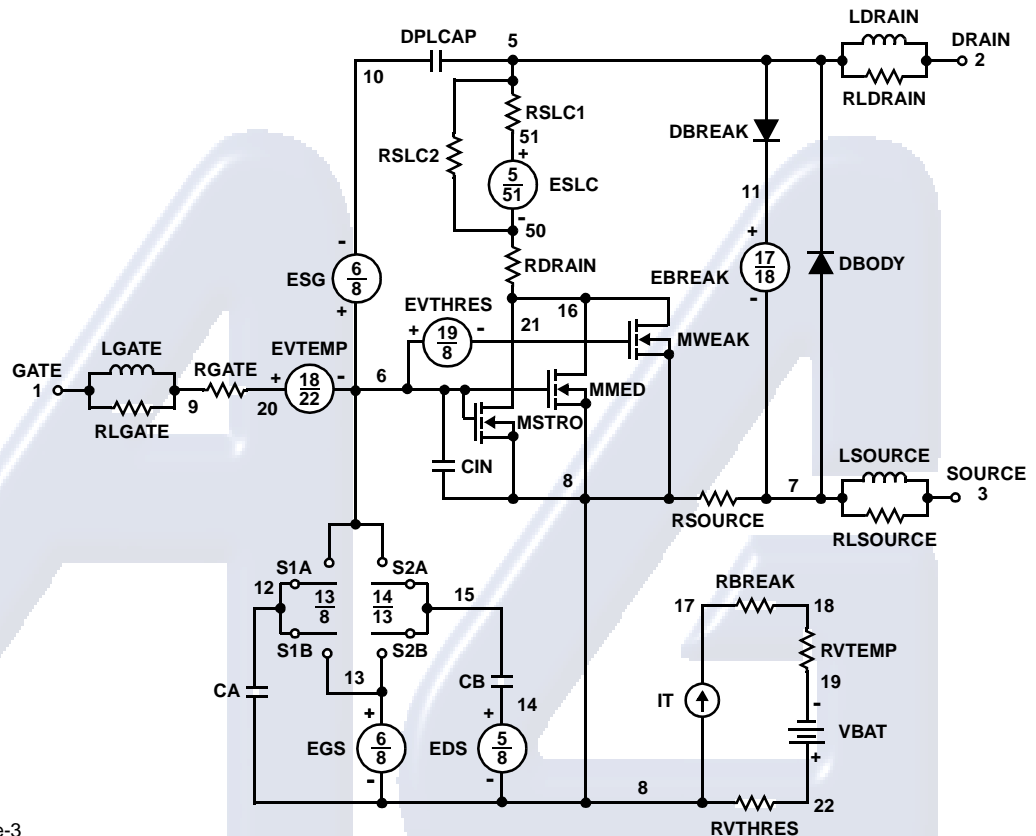 LDRAIN
DPLCAP
5
DRAIN
2
10
RLDRAIN
RSLC1
DBREAK
51
+
RSLC2
5
51
ESLC
11
-
50
-
+
17
18
EBREAK
DBODY
RDRAIN
6
8
ESG
EVTHRES
16
-
+
+
19
8
-
21
MWEAK
LGATE
EVTEMP
GATE
1
RGATE
+
18
22
-
6
MMED
9
20
MSTRO
RLGATE
LSOURCE
CIN
8
7
SOURCE
3
RSOURCE
RLSOURCE
S1A
S2A
RBREAK
12
13
8
14
13
15
17
18
S1B
S2B
RVTEMP
13
CB
19
CA
14
IT
-
+
+
VBAT
EGS
6
8
EDS
5
8
+
-
-
8
22
RVTHRES
e-3